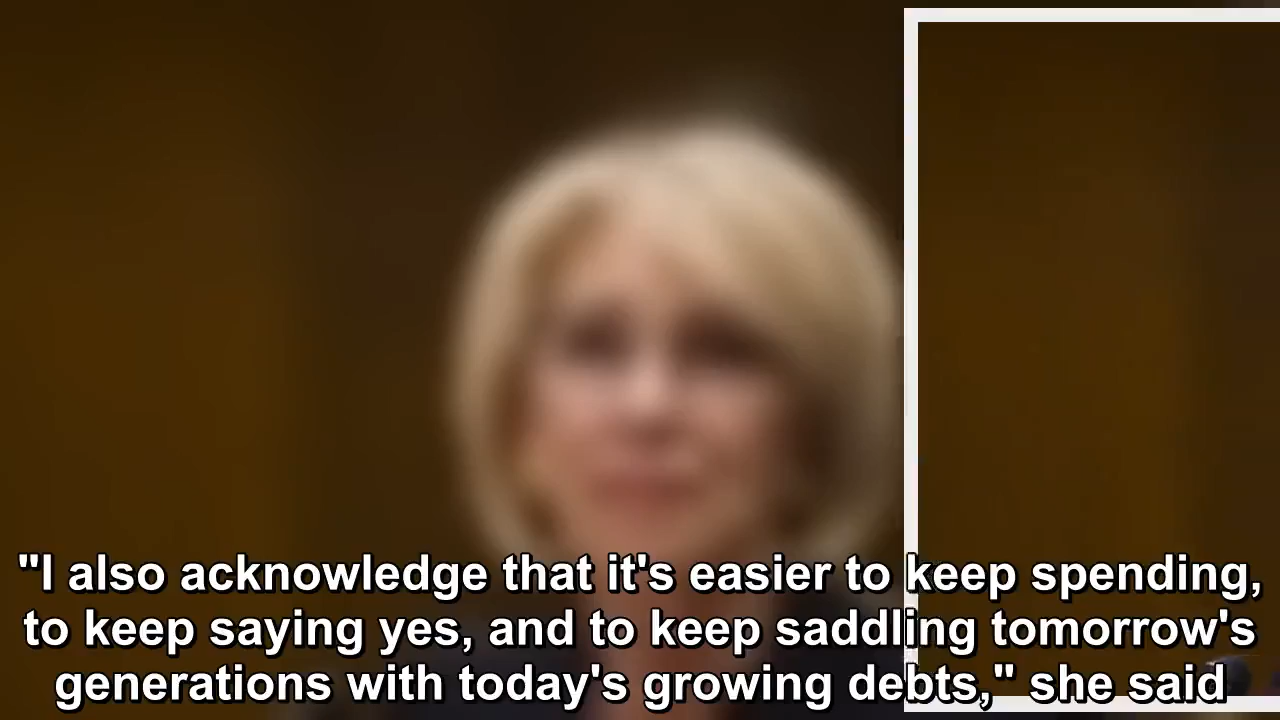 "I also acknowledge that it's easier to keep spending,
to keep saying yes, and to keep saddling tomorrow's
generations with today's growing debts," she said